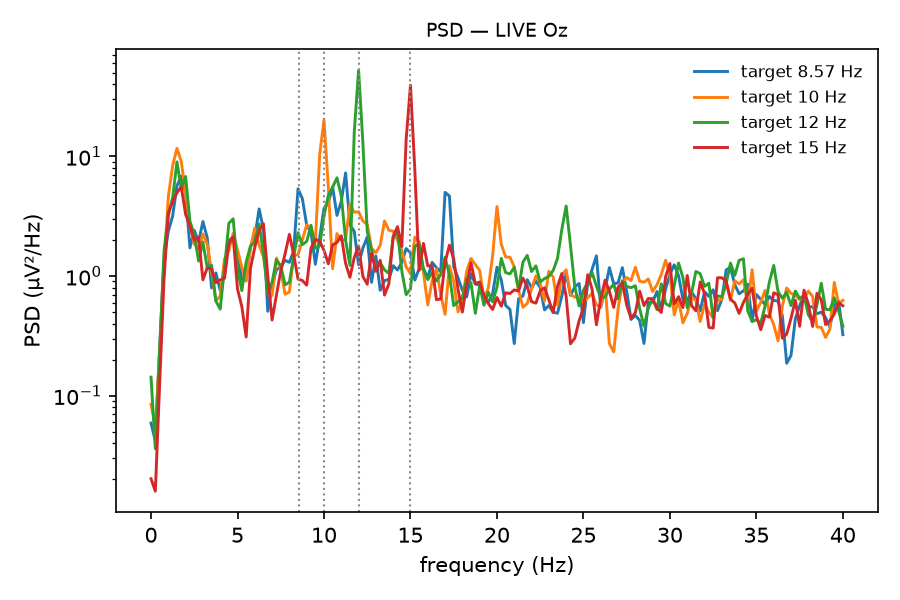 PSD — LIVE Oz
target 8.57 Hz
target 10 Hz
target 12 Hz
target 15 Hz
PSD (µV²/Hz)
10¹
10⁰
10⁻¹
0 5 10 15 20 25 30 35 40
frequency (Hz)